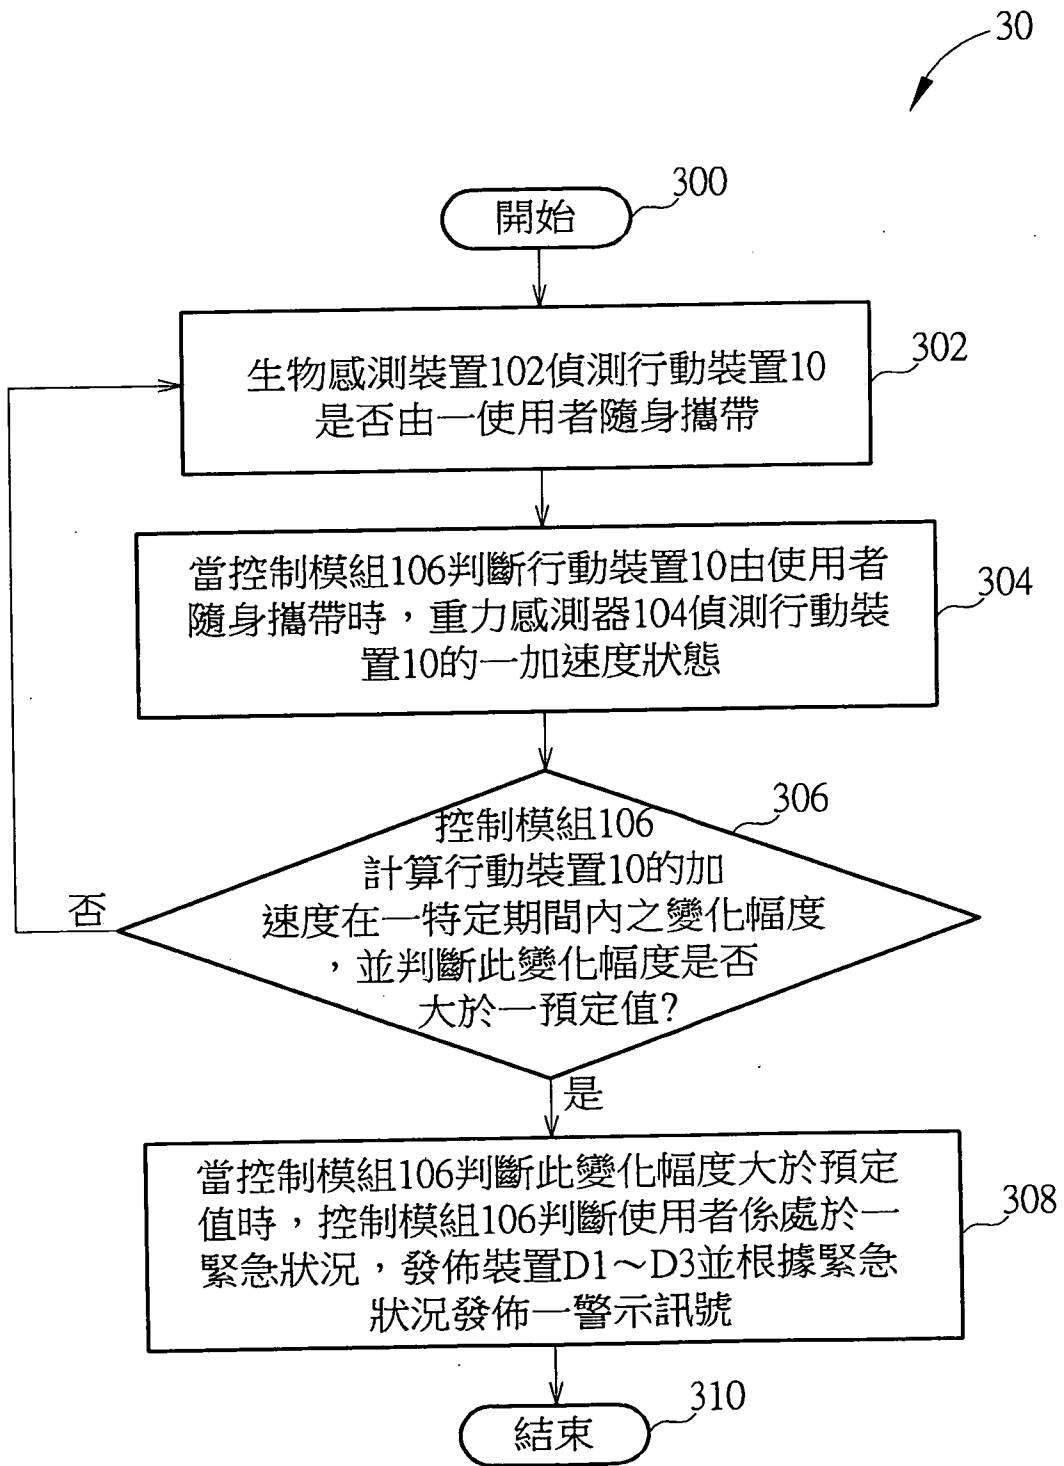 30
300
開始
302
生物感測裝置102偵測行動裝置10
是否由一使用者隨身攜帶
304
當控制模組106判斷行動裝置10由使用者
隨身攜帶時，重力感測器104偵測行動裝
置10的一加速度狀態
306
控制模組106
計算行動裝置10的加
速度在一特定期間內之變化幅度
，並判斷此變化幅度是否
大於一預定值?
否
是
308
當控制模組106判斷此變化幅度大於預定
值時，控制模組106判斷使用者係處於一
緊急狀況，發佈裝置D1～D3並根據緊急
狀況發佈一警示訊號
310
結束